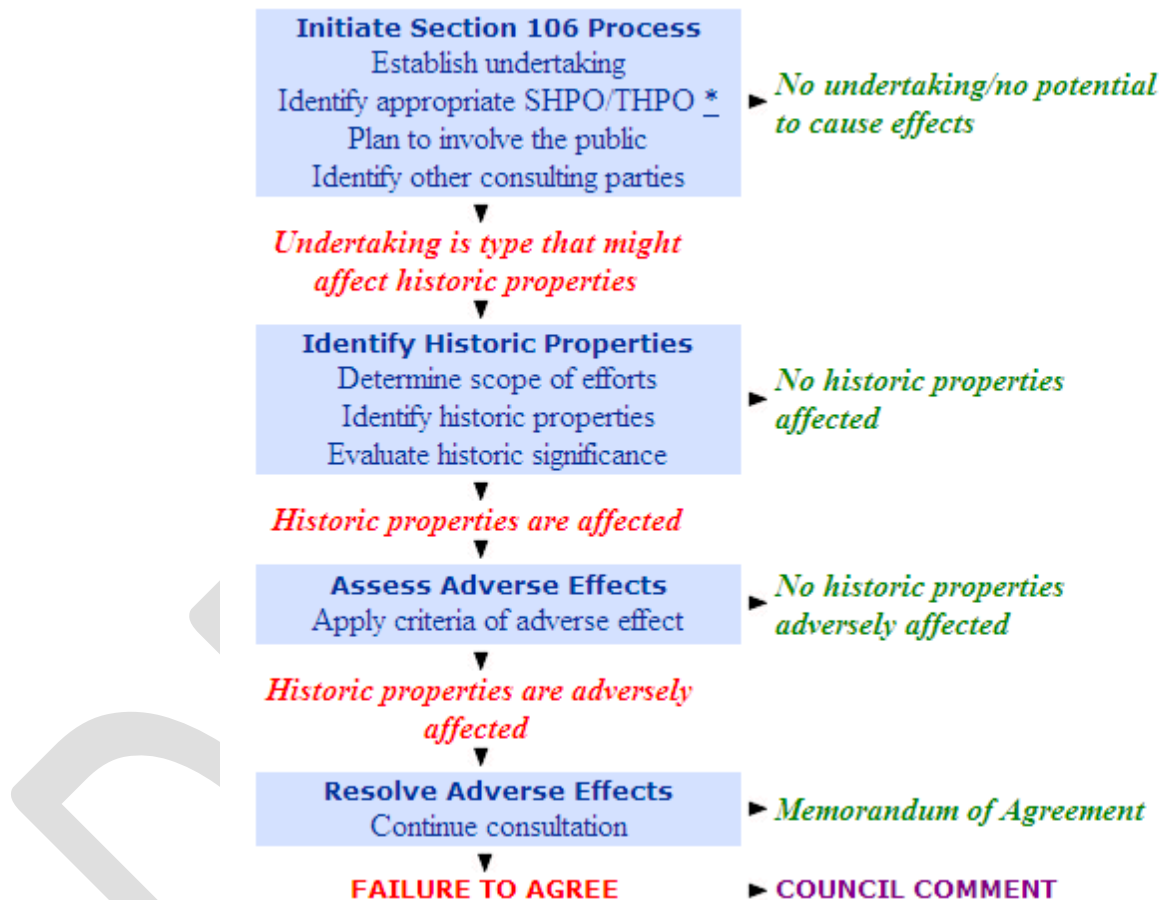 Initiate Section 106 Process
Establish undertaking
Identify appropriate SHPO/THPO *
Plan to involve the public
Identify other consulting parties
No undertaking/no potential
to cause effects
Undertaking is type that might
affect historic properties
Identify Historic Properties
Determine scope of efforts
Identify historic properties
Evaluate historic significance
No historic properties
affected
Historic properties are affected
Assess Adverse Effects
Apply criteria of adverse effect
No historic properties
adversely affected
Historic properties are adversely
affected
Resolve Adverse Effects
Continue consultation
Memorandum of Agreement
FAILURE TO AGREE
COUNCIL COMMENT